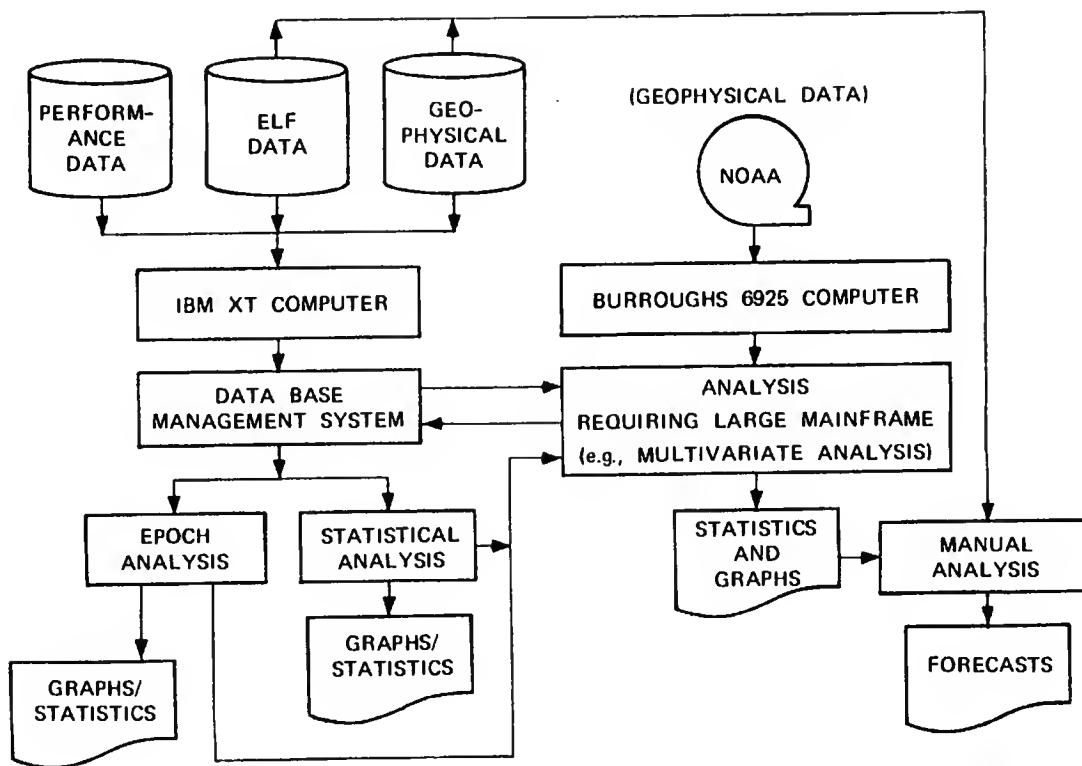 PERFORM-
ANCE
DATA
ELF
DATA
GEO-
PHYSICAL
DATA
(GEOPHYSICAL DATA)
NOAA
IBM XT COMPUTER
BURROUGHS 6925 COMPUTER
DATA BASE
MANAGEMENT SYSTEM
ANALYSIS
REQUIRING LARGE MAINFRAME
(e.g., MULTIVARIATE ANALYSIS)
EPOCH
ANALYSIS
STATISTICAL
ANALYSIS
STATISTICS
AND
GRAPHS
MANUAL
ANALYSIS
GRAPHS/
STATISTICS
GRAPHS/
STATISTICS
FORECASTS